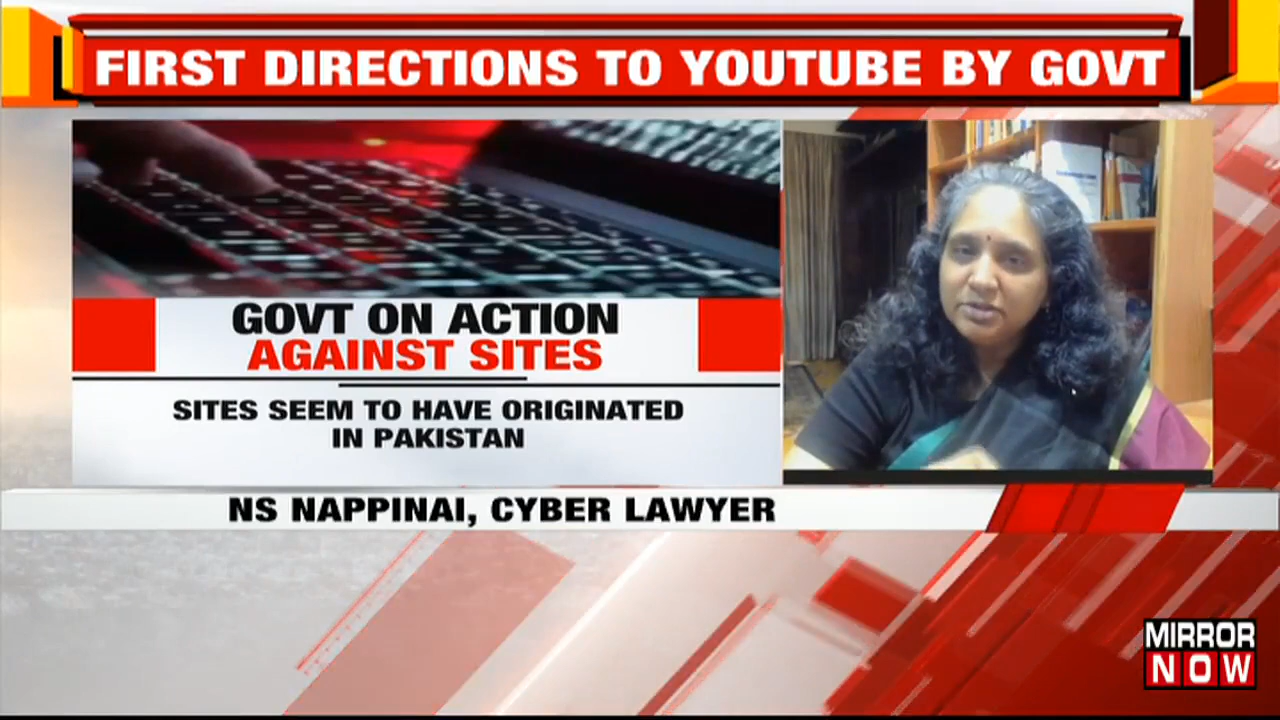 FIRST DIRECTIONS TO YOUTUBE BY GOVT
GOVT ON ACTION
AGAINST SITES
SITES SEEM TO HAVE ORIGINATED
IN PAKISTAN
NS NAPPINAI, CYBER LAWYER
MIRROR
NOW